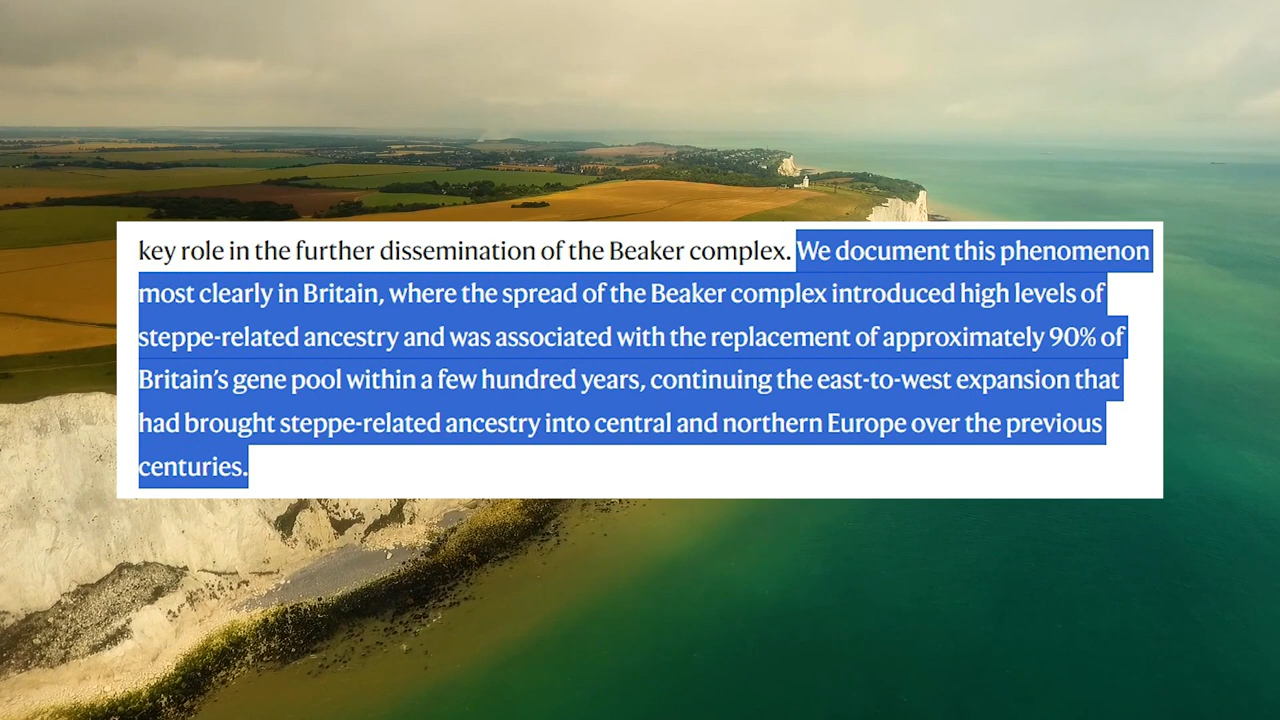 key role in the further dissemination of the Beaker complex. We document this phenomenon
most clearly in Britain, where the spread of the Beaker complex introduced high levels of
steppe-related ancestry and was associated with the replacement of approximately 90% of
Britain’s gene pool within a few hundred years, continuing the east-to-west expansion that
had brought steppe-related ancestry into central and northern Europe over the previous
centuries.